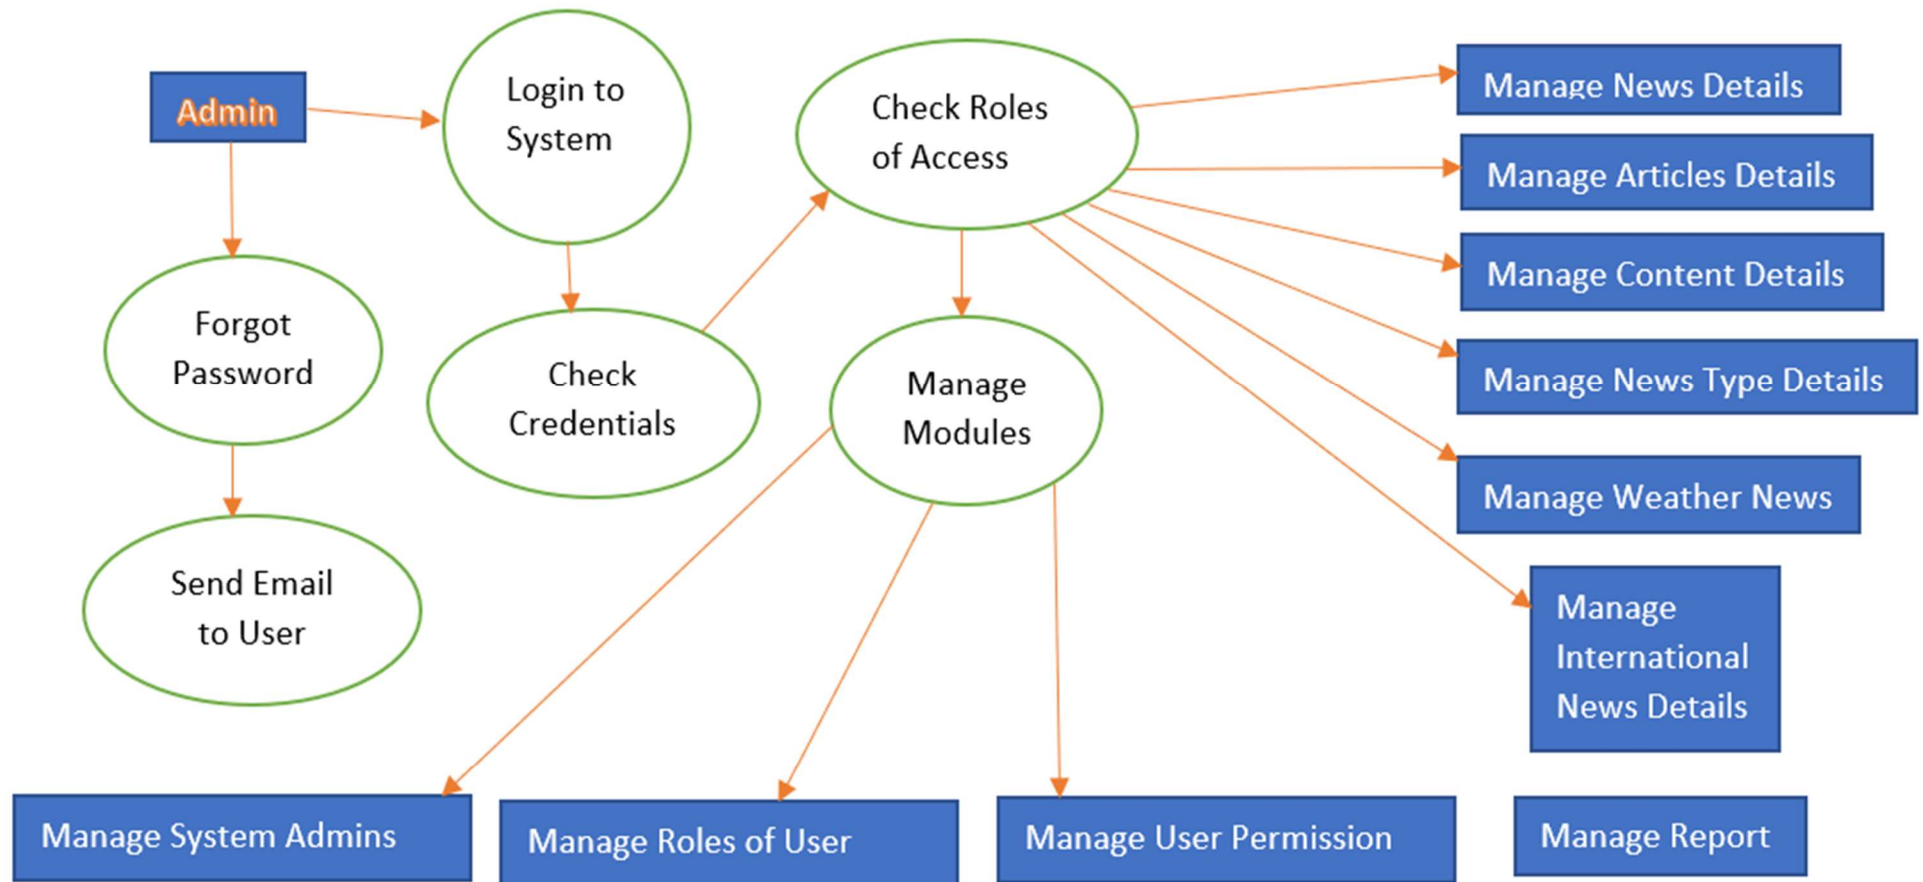 Admin
Login to
System
Check Roles
of Access
Manage News Details
Manage Articles Details
Manage Content Details
Forgot
Password
Check
Credentials
Manage
Modules
Manage News Type Details
Manage Weather News
Send Email
to User
Manage
International
News Details
Manage System Admins
Manage Roles of User
Manage User Permission
Manage Report